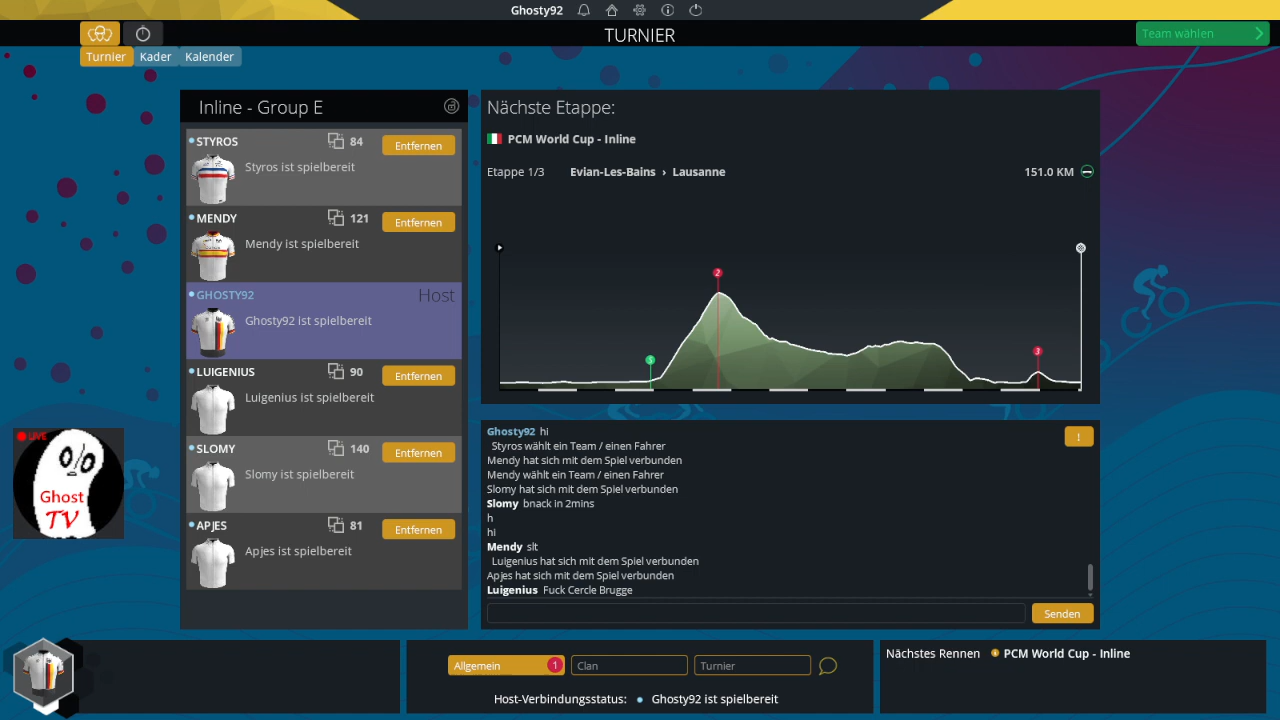 Ghosty92
TURNIER
Team wählen
Turnier
Kader
Kalender
Inline - Group E
STYROS
84
Entfernen
Styros ist spielbereit
MENDY
121
Entfernen
Mendy ist spielbereit
GHOSTY92
Host
Ghosty92 ist spielbereit
LUIGENIUS
90
Entfernen
Luigenius ist spielbereit
SLOMY
140
Entfernen
Slomy ist spielbereit
APJES
81
Entfernen
Apjes ist spielbereit
LIVE
Ghost
TV
Nächste Etappe:
PCM World Cup - Inline
Etappe 1/3 Evian-Les-Bains › Lausanne 151.0 KM
2
S
3
Ghosty92 hi
Styros wählt ein Team / einen Fahrer
Mendy hat sich mit dem Spiel verbunden
Mendy wählt ein Team / einen Fahrer
Slomy hat sich mit dem Spiel verbunden
Slomy bnack in 2mins
h
hi
Mendy slt
Luigenius hat sich mit dem Spiel verbunden
Apjes hat sich mit dem Spiel verbunden
Luigenius Fuck Cercle Brugge
!
Senden
Allgemein 1
Clan
Turnier
Host-Verbindungsstatus: Ghosty92 ist spielbereit
Nächstes Rennen PCM World Cup - Inline